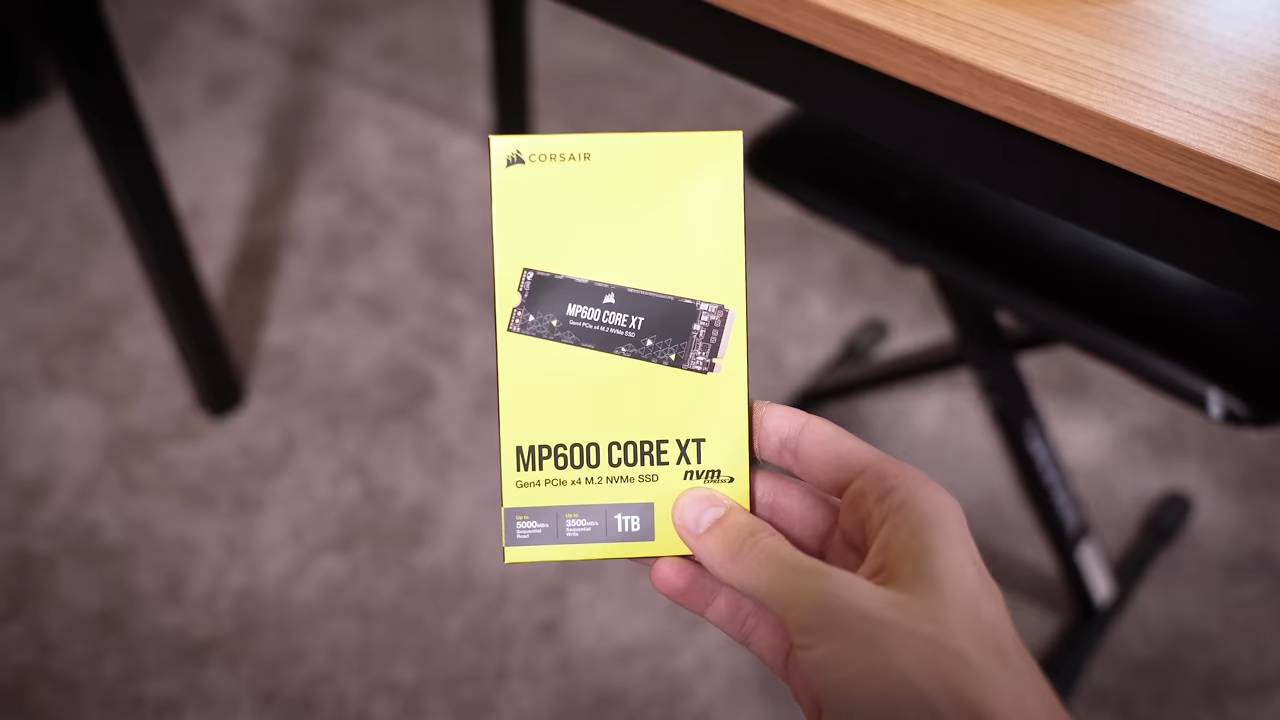 CORSAIR
MP600 CORE XT
Gen4 PCIe x4 M.2 NVMe SSD
MP600 CORE XT
Gen4 PCIe x4 M.2 NVMe SSD
nvm
EXPRESS
Up to
5000MB/s
Sequential
Read
Up to
3500MB/s
Sequential
Write
1TB